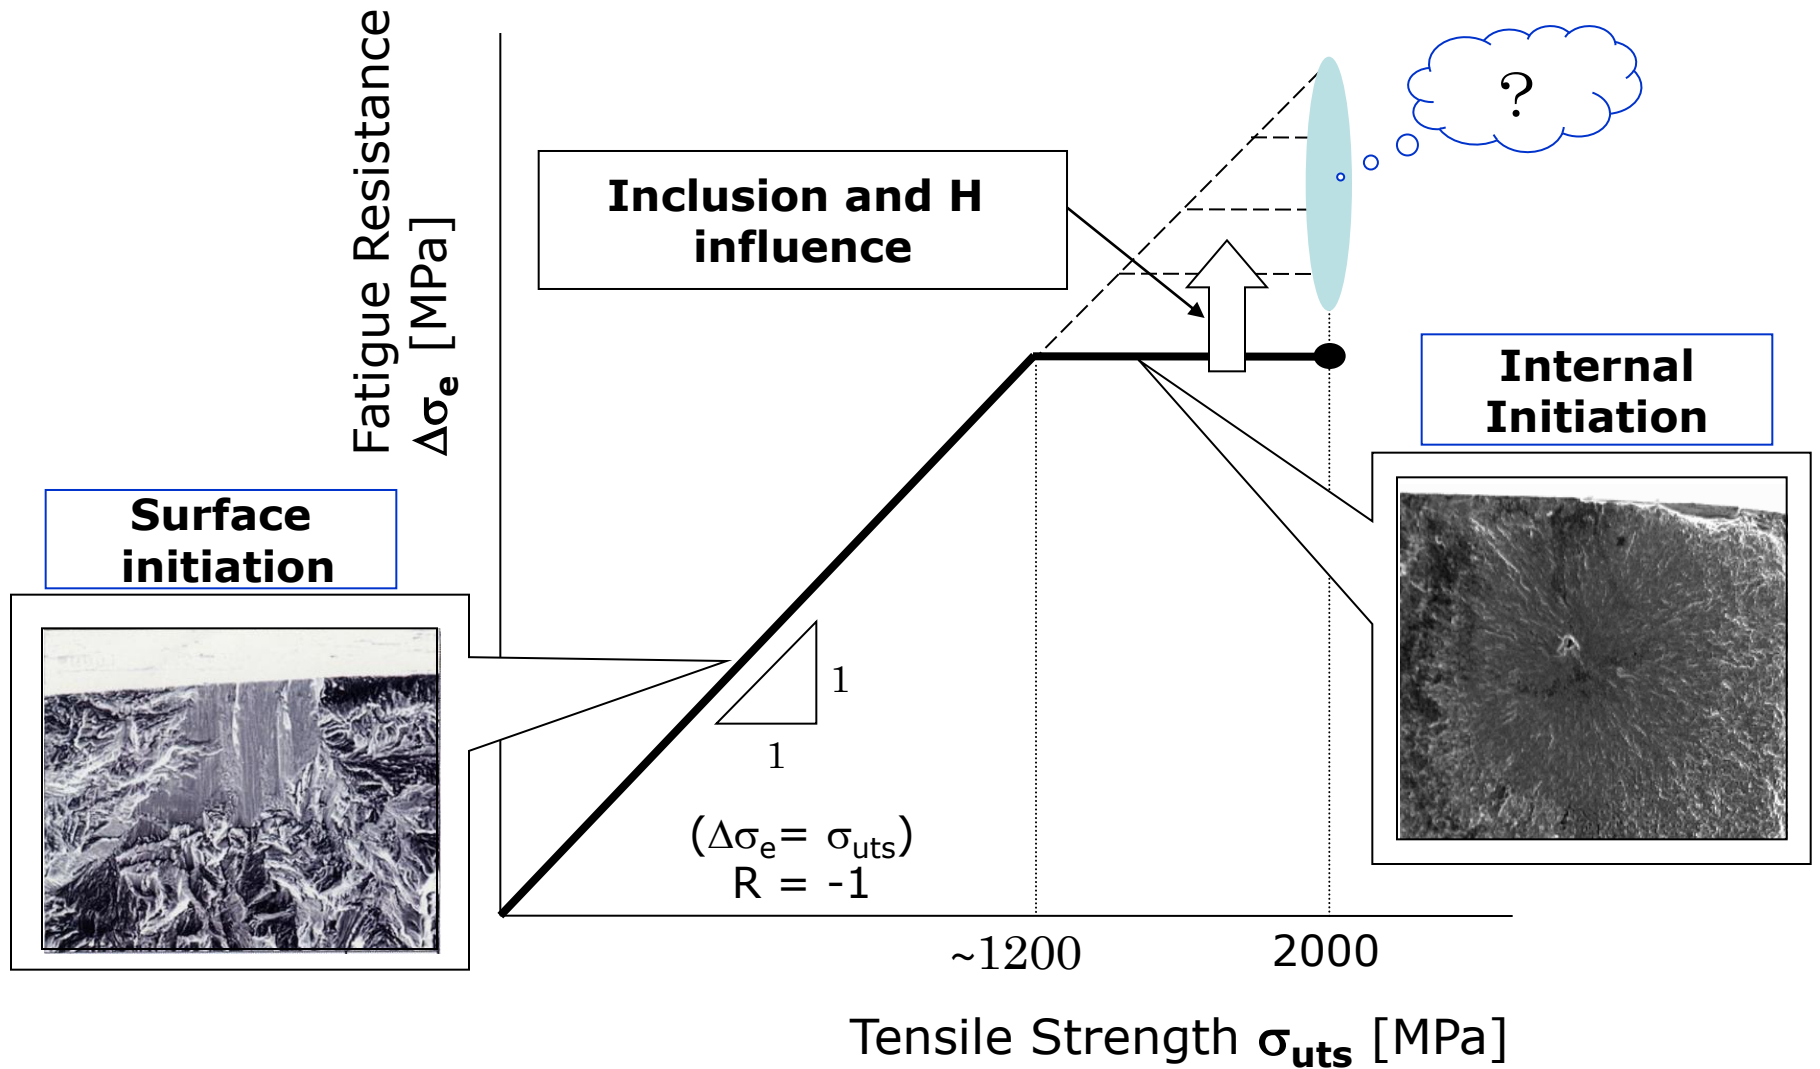 Fatigue Resistance
Δσe [MPa]
?
Inclusion and H
influence
Internal
Initiation
Surface
initiation
1
1
(Δσe= σuts)
R = -1
~1200
2000
Tensile Strength σuts [MPa]